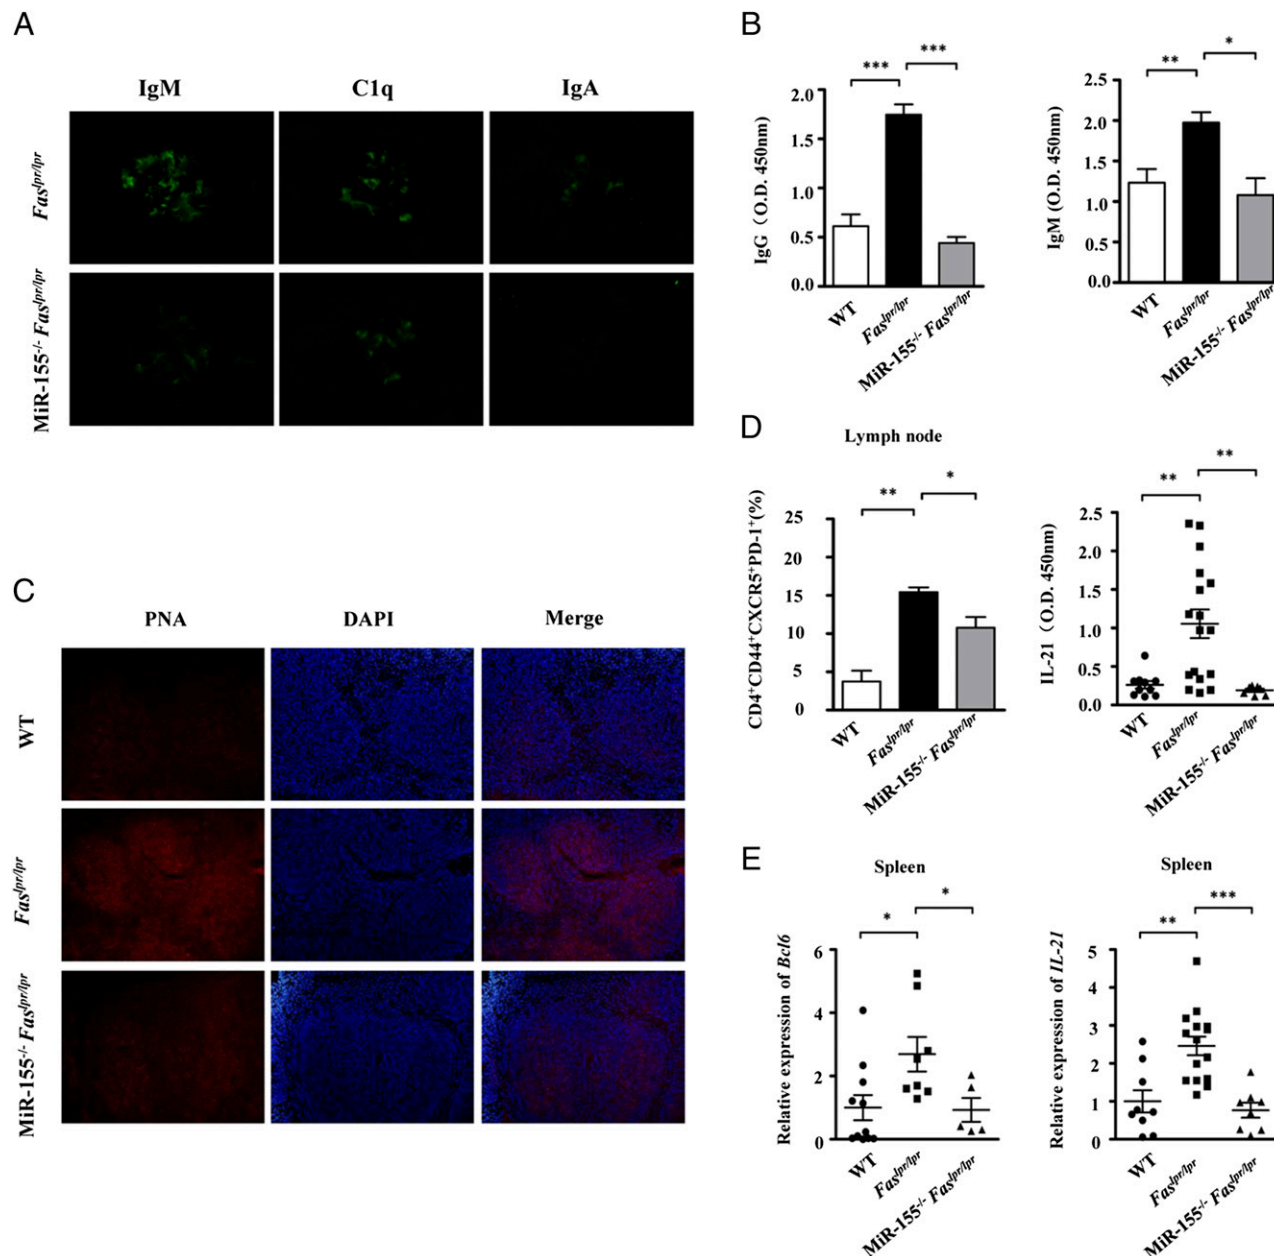 A
IgM C1q IgA
Fas^lpr/lpr
MiR-155^-/- Fas^lpr/lpr
B
*** ***
IgG (O.D. 450nm)
2.0
1.5
1.0
0.5
0.0
WT
Fas^lpr/lpr
MiR-155^-/- Fas^lpr/lpr
** *
IgM (O.D. 450nm)
2.5
2.0
1.5
1.0
0.5
0.0
WT
Fas^lpr/lpr
MiR-155^-/- Fas^lpr/lpr
C
PNA DAPI Merge
WT
Fas^lpr/lpr
MiR-155^-/- Fas^lpr/lpr
D
Lymph node
** *
CD4⁺CD44⁺CXCR5⁺PD-1⁺(%)
25
20
15
10
5
0
WT
Fas^lpr/lpr
MiR-155^-/- Fas^lpr/lpr
** **
IL-21 (O.D. 450nm)
2.5
2.0
1.5
1.0
0.5
0.0
WT
Fas^lpr/lpr
MiR-155^-/- Fas^lpr/lpr
E
Spleen
* *
Relative expression of Bcl6
6
4
2
0
WT
Fas^lpr/lpr
MiR-155^-/- Fas^lpr/lpr
Spleen
** ***
Relative expression of IL-21
5
4
3
2
1
0
WT
Fas^lpr/lpr
MiR-155^-/- Fas^lpr/lpr